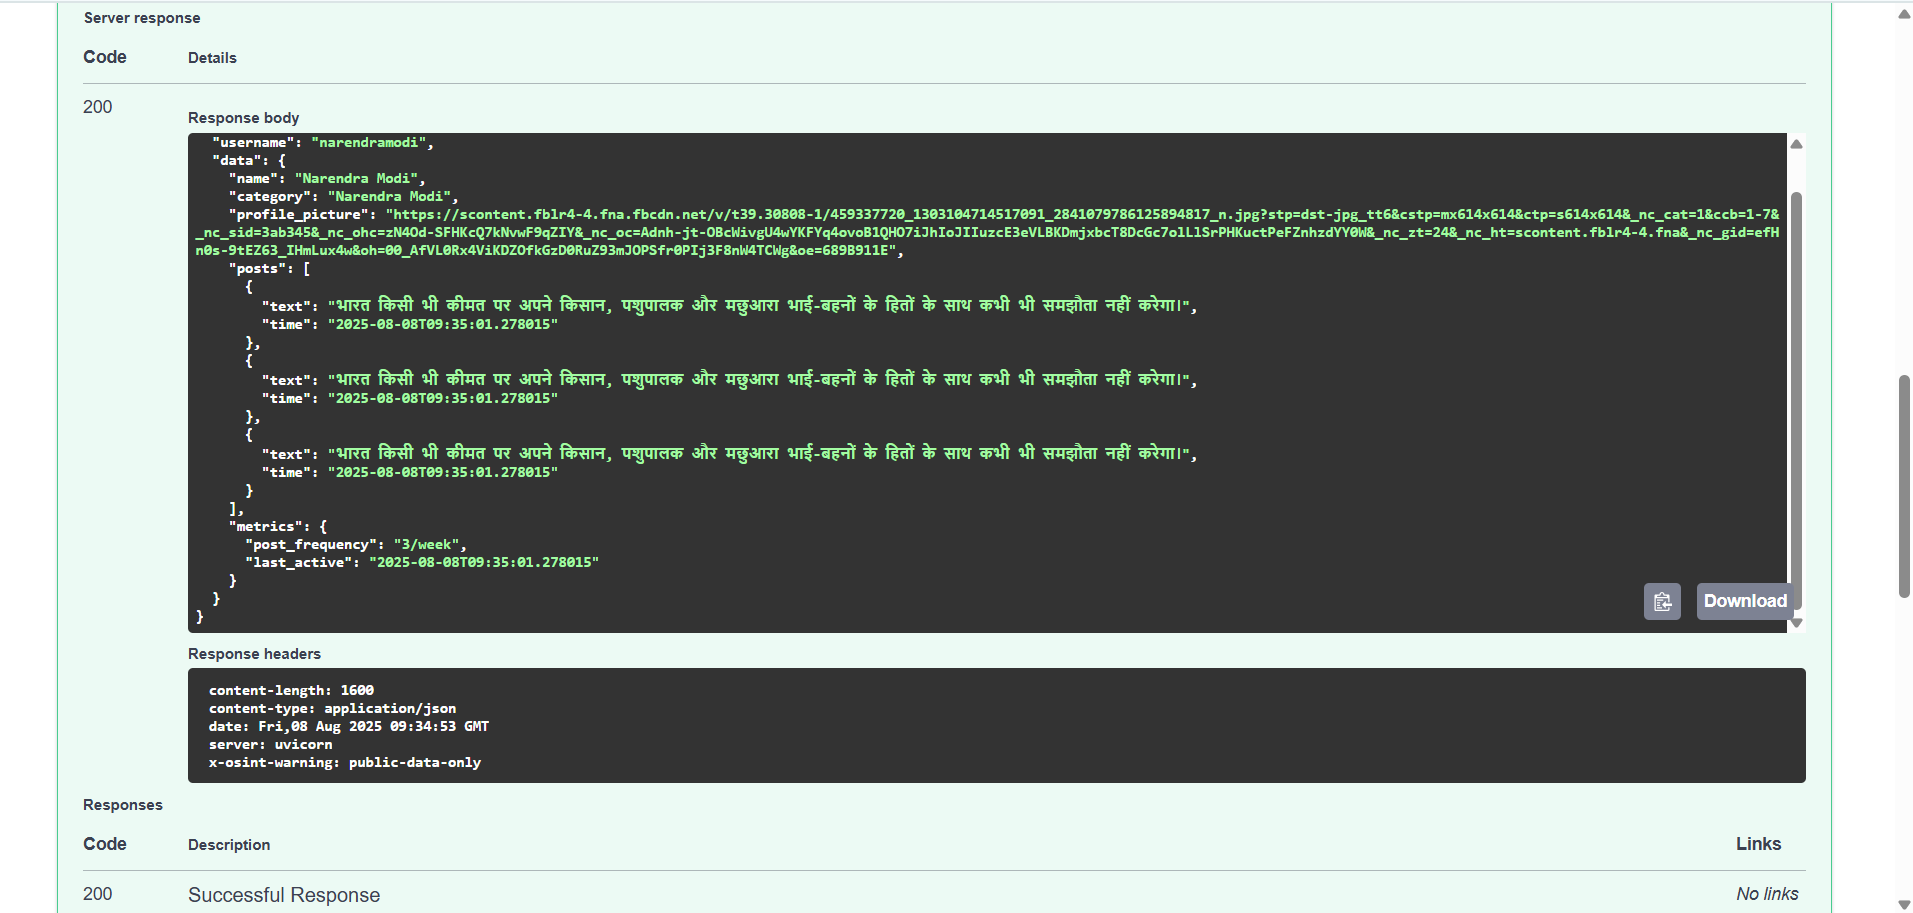 Server response
Code Details
200
Response body
"username": "narendramodi",
"data": {
"name": "Narendra Modi",
"category": "Narendra Modi",
"profile_picture": "https://scontent.fblr4-4.fna.fbcdn.net/v/t39.30808-1/459337720_1303104714517091_2841079786125894817_n.jpg?stp=dst-jpg_tt6&cstp=mx614x614&ctp=s614x614&_nc_cat=1&ccb=1-7&
_nc_sid=3ab345&_nc_ohc=zN4Od-SFHKcQ7kNvwF9qZIY&_nc_oc=Adnh-jt-OBcWivgU4wYKFYq4ovoB1QHO7iJhIoJIIuzcE3eVLBKDmjxbcT8DcGc7olLlSrPHKuctPeFZnhzdYY0W&_nc_zt=24&_nc_ht=scontent.fblr4-4.fna&_nc_gid=efH
n0s-9tEZ63_IHmLux4w&oh=00_AfVL0Rx4ViKDZOfkGzD0RuZ93mJOPSfr0PIj3F8nW4TCWg&oe=689B911E",
"posts": [
{
"text": "भारत किसी भी कीमत पर अपने किसान, पशुपालक और मछुआरा भाई-बहनों के हितों के साथ कभी भी समझौता नहीं करेगा।",
"time": "2025-08-08T09:35:01.278015"
},
{
"text": "भारत किसी भी कीमत पर अपने किसान, पशुपालक और मछुआरा भाई-बहनों के हितों के साथ कभी भी समझौता नहीं करेगा।",
"time": "2025-08-08T09:35:01.278015"
},
{
"text": "भारत किसी भी कीमत पर अपने किसान, पशुपालक और मछुआरा भाई-बहनों के हितों के साथ कभी भी समझौता नहीं करेगा।",
"time": "2025-08-08T09:35:01.278015"
}
],
"metrics": {
"post_frequency": "3/week",
"last_active": "2025-08-08T09:35:01.278015"
}
}
}
Download
Response headers
content-length: 1600
content-type: application/json
date: Fri,08 Aug 2025 09:34:53 GMT
server: uvicorn
x-osint-warning: public-data-only
Responses
Code Description Links
200 Successful Response No links